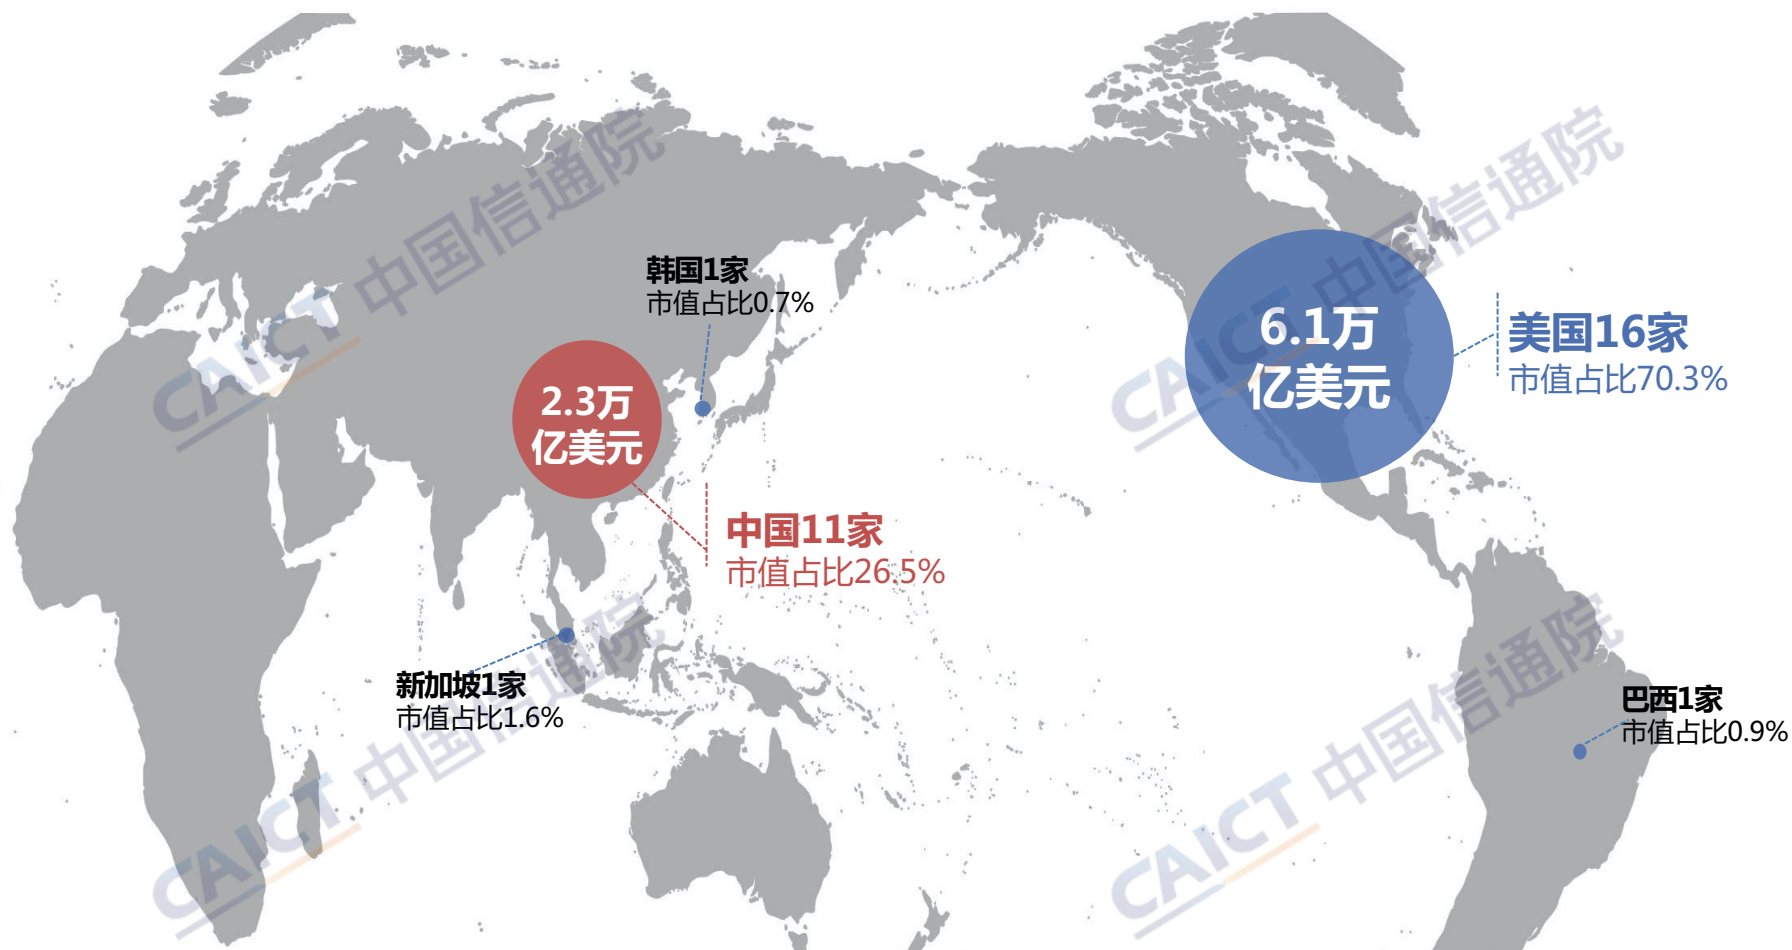 韩国1家
市值占比0.7%
6.1万
亿美元
美国16家
市值占比70.3%
2.3万
亿美元
中国11家
市值占比26.5%
新加坡1家
市值占比1.6%
巴西1家
市值占比0.9%
CAICT 中国信通院
CAICT 中国信通院
CAICT 中国信通院
CAICT 中国信通院